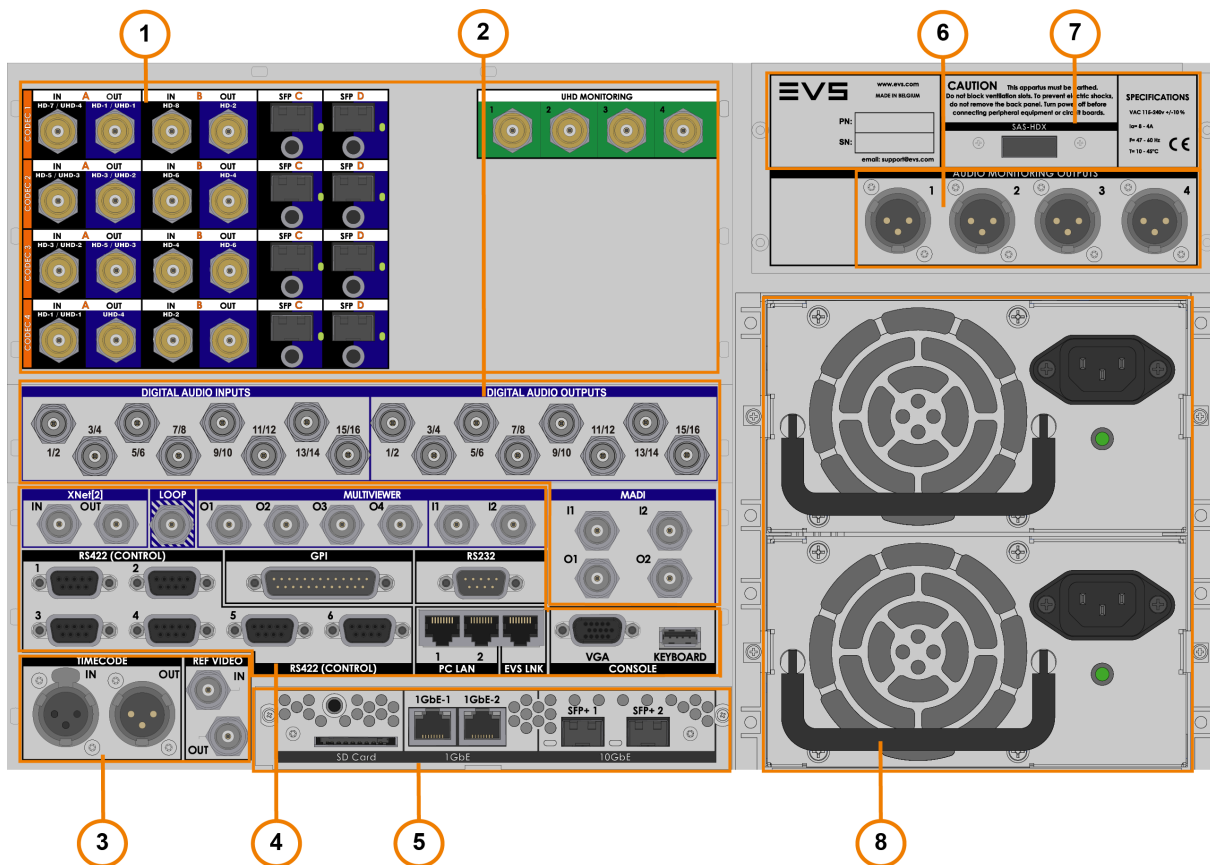 1
2
6
7
IN A OUT IN B OUT SFP C SFP D
CODEC 1
HD-7 / UHD-4 HD-1 / UHD-1 HD-8 HD-2
UHD MONITORING
1 2 3 4
IN A OUT IN B OUT SFP C SFP D
CODEC 2
HD-5 / UHD-3 HD-3 / UHD-2 HD-6 HD-4
IN A OUT IN B OUT SFP C SFP D
CODEC 3
HD-3 / UHD-2 HD-5 / UHD-3 HD-4 HD-6
IN A OUT IN B OUT SFP C SFP D
CODEC 4
HD-1 / UHD-1 UHD-4 HD-2
EVS
www.evs.com
MADE IN BELGIUM
PN:
SN:
email: support@evs.com
CAUTION This apparatus must be earthed.
Do not block ventilation slots. To prevent electric shocks,
do not remove the back panel. Turn power off before
connecting peripheral equipment or circuit boards.
SAS-HDX
SPECIFICATIONS
VAC 115-240v +/-10 %
Ia= 8 - 4A
F= 47 - 60 Hz
T= 10 - 45°C
CE
AUDIO MONITORING OUTPUTS
1 2 3 4
DIGITAL AUDIO INPUTS
3/4 7/8 11/12 15/16
1/2 5/6 9/10 13/14
DIGITAL AUDIO OUTPUTS
3/4 7/8 11/12 15/16
1/2 5/6 9/10 13/14
XNet[2] LOOP MULTIVIEWER MADI
IN OUT O1 O2 O3 O4 I1 I2
I1 I2
O1 O2
RS422 (CONTROL) GPI RS232
1 2
3 4 5 6
RS422 (CONTROL)
1 2
PC LAN EVS LNK
VGA KEYBOARD
CONSOLE
TIMECODE REF VIDEO
IN OUT IN
OUT
1GbE-1 1GbE-2 SFP+ 1 SFP+ 2
SD Card 1GbE 10GbE
3
4
5
8